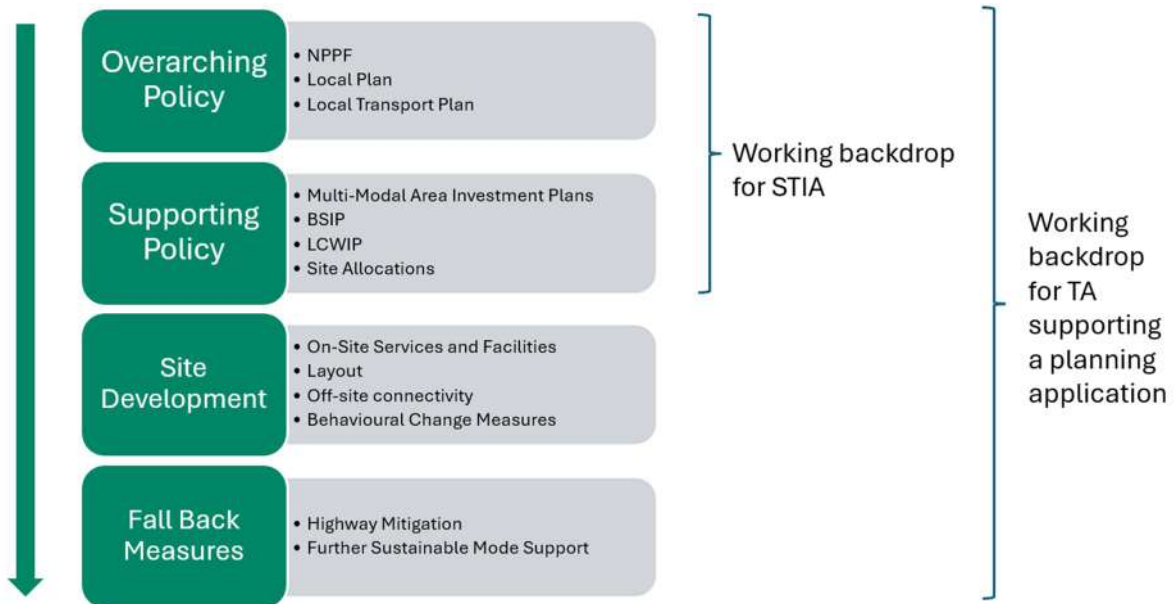 Overarching
Policy
• NPPF
• Local Plan
• Local Transport Plan
Supporting
Policy
• Multi-Modal Area Investment Plans
• BSIP
• LCWIP
• Site Allocations
Working backdrop
for STIA
Site
Development
• On-Site Services and Facilities
• Layout
• Off-site connectivity
• Behavioural Change Measures
Fall Back
Measures
• Highway Mitigation
• Further Sustainable Mode Support
Working
backdrop
for TA
supporting
a planning
application